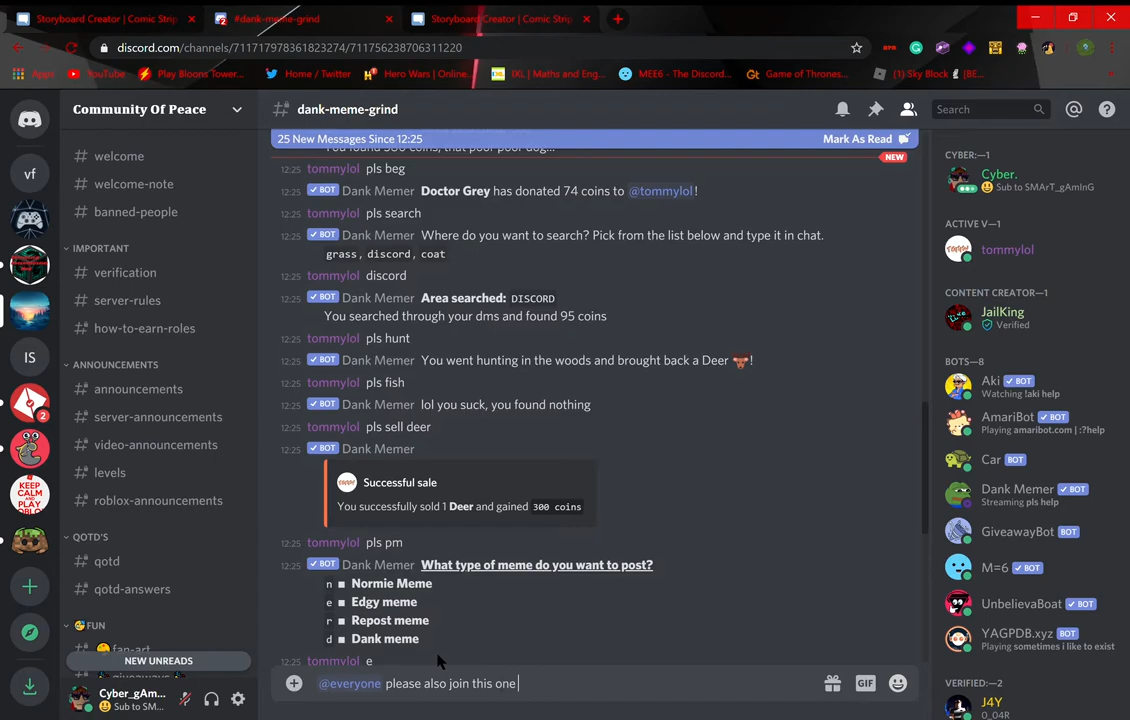 Storyboard Creator | Comic Strip
#dank-meme-grind
Storyboard Creator | Comic Strip
discord.com/channels/711717978361823274/711756238706311220
Apps
YouTube
Play Bloons Tower...
Home / Twitter
Hero Wars | Online...
IXL | Maths and Eng...
MEE6 - The Discord...
Game of Thrones...
(1) Sky Block
[BE...
Community Of Peace
dank-meme-grind
Search
25 New Messages Since 12:25
Mark As Read
NEW
vf
IS
2
KEEP
CALM
AND
PLAY
welcome
welcome-note
banned-people
IMPORTANT
verification
server-rules
how-to-earn-roles
ANNOUNCEMENTS
announcements
server-announcements
video-announcements
levels
roblox-announcements
QOTD'S
qotd
qotd-answers
FUN
fan-art
NEW UNREADS
Cyber_gAm...
Sub to SM...
12:25 tommylol pls beg
12:25 BOT Dank Memer Doctor Grey has donated 74 coins to @tommylol!
12:25 tommylol pls search
12:25 BOT Dank Memer Where do you want to search? Pick from the list below and type it in chat.
grass, discord, coat
12:25 tommylol discord
12:25 BOT Dank Memer Area searched: DISCORD
You searched through your dms and found 95 coins
12:25 tommylol pls hunt
12:25 BOT Dank Memer You went hunting in the woods and brought back a Deer !
12:25 tommylol pls fish
12:25 BOT Dank Memer lol you suck, you found nothing
12:25 tommylol pls sell deer
12:25 BOT Dank Memer
Successful sale
You successfully sold 1 Deer and gained 300 coins
12:25 tommylol pls pm
12:25 BOT Dank Memer What type of meme do you want to post?
n ■ Normie Meme
e ■ Edgy meme
r ■ Repost meme
d ■ Dank meme
12:25 tommylol e
@everyone please also join this one
GIF
CYBER:—1
Cyber.
Sub to SMArT_gAmInG
ACTIVE V—1
tommylol
CONTENT CREATOR—1
JailKing
Verified
BOTS—8
Aki BOT
Watching !aki help
AmariBot BOT
Playing amaribot.com | :?help
Car BOT
Dank Memer BOT
Streaming pls help
GiveawayBot BOT
M=6 BOT
UnbelievaBoat BOT
YAGPDB.xyz BOT
Playing sometimes i like to exist
VERIFIED:—2
J4Y
0_04R